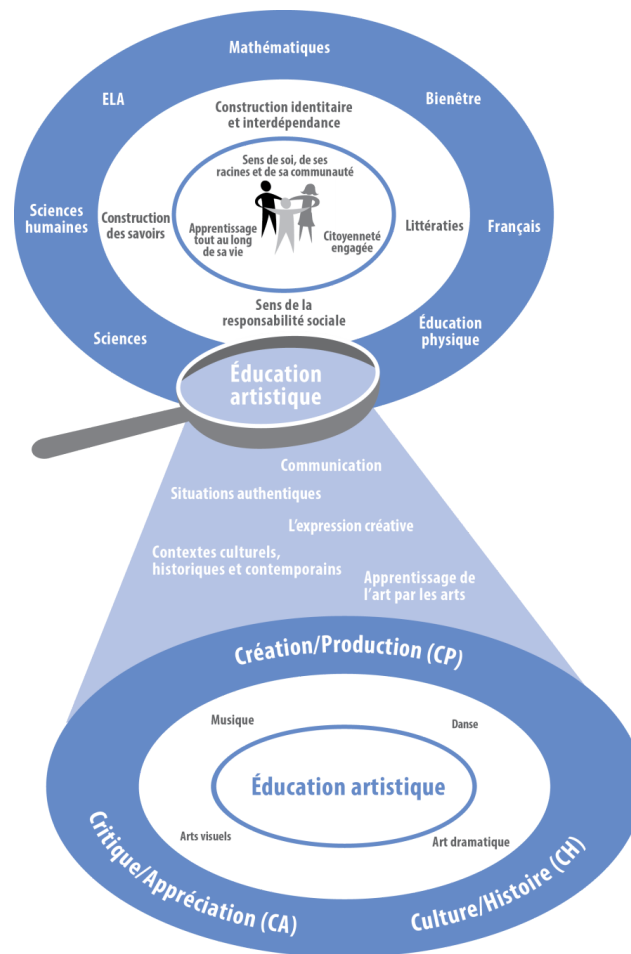 Mathématiques
ELA
Bienêtre
Construction identitaire
et interdépendance
Sens de soi, de ses
racines et de sa communauté
Sciences
humaines
Construction
des savoirs
Apprentissage
tout au long
de sa vie
Citoyenneté
engagée
Littératies
Français
Sens de la
responsabilité sociale
Sciences
Éducation
physique
Éducation
artistique
Communication
Situations authentiques
L'expression créative
Contextes culturels,
historiques et contemporains
Apprentissage de
l'art par les arts
Création/Production (CP)
Musique
Danse
Éducation artistique
Arts visuels
Art dramatique
Critique/Appréciation (CA)
Culture/Histoire (CH)